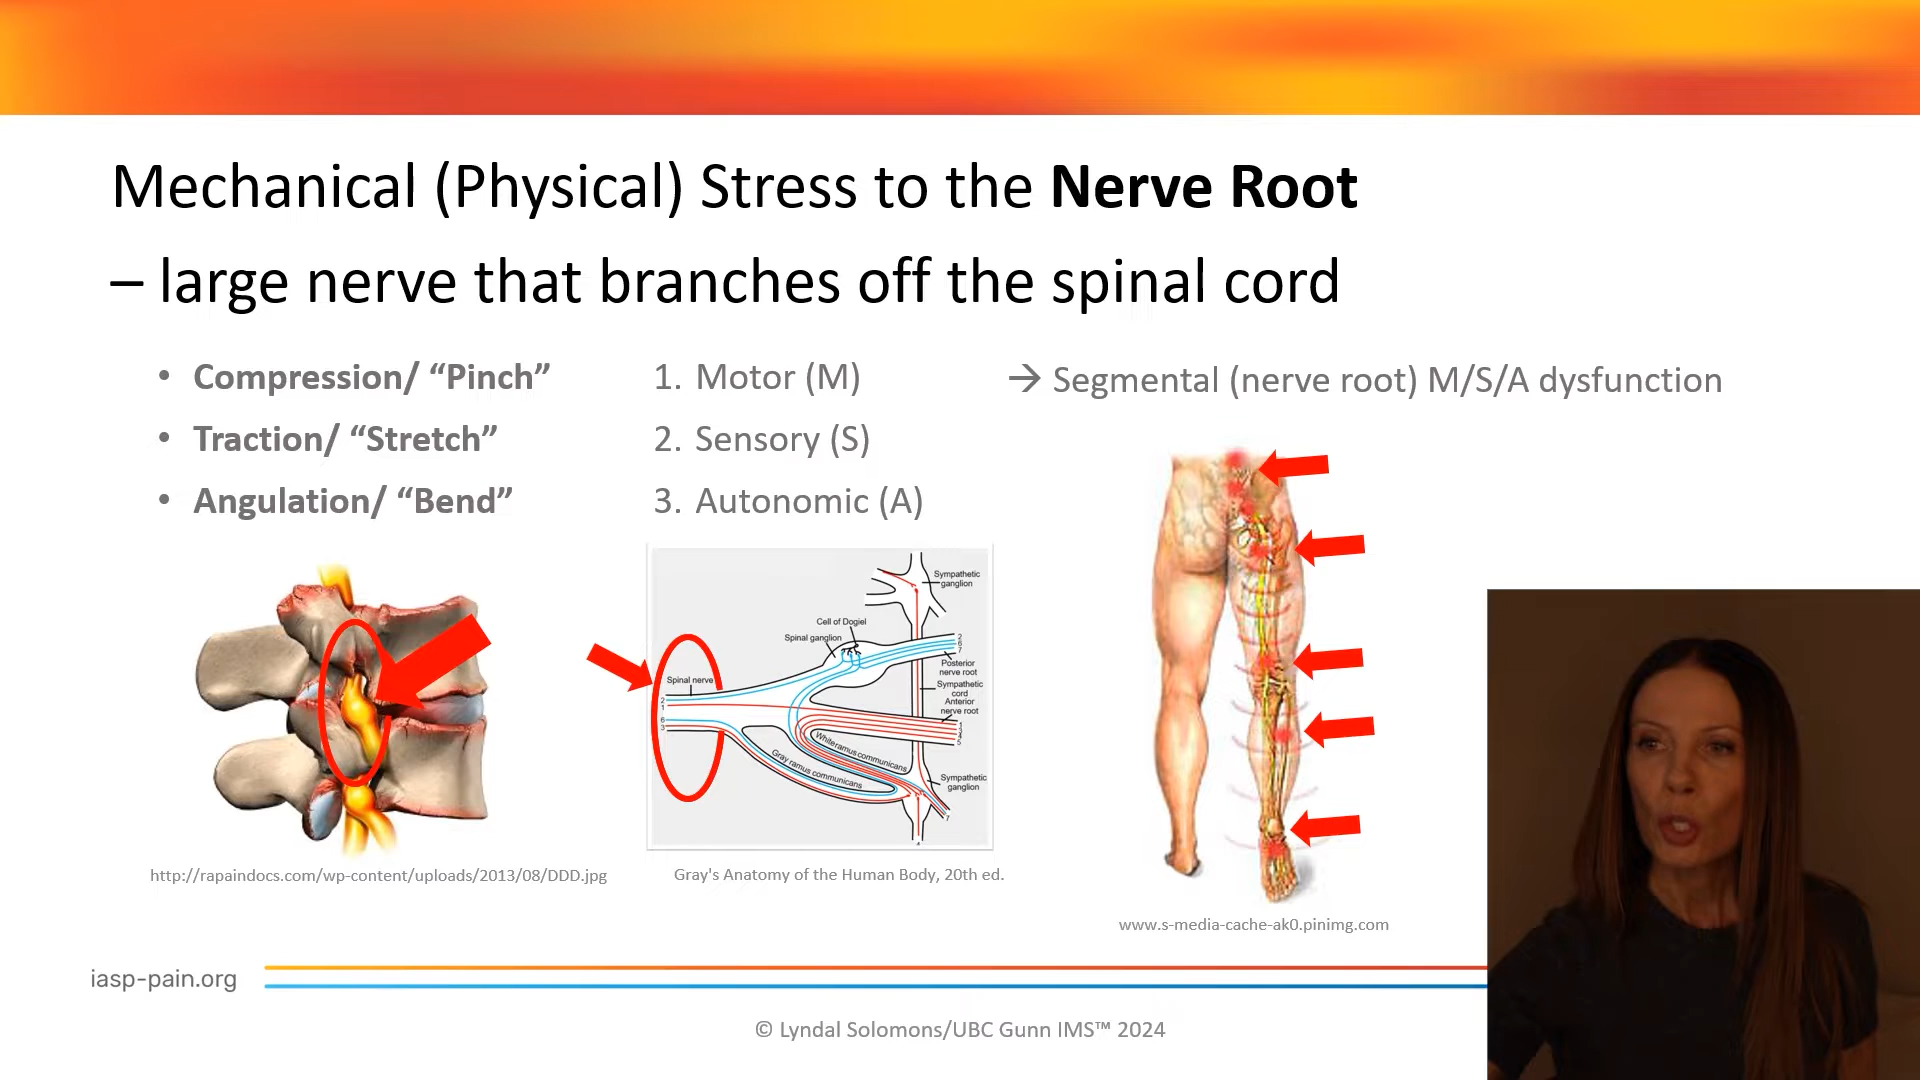 Mechanical (Physical) Stress to the Nerve Root
– large nerve that branches off the spinal cord
• Compression/ “Pinch”
• Traction/ “Stretch”
• Angulation/ “Bend”
1. Motor (M)
2. Sensory (S)
3. Autonomic (A)
→ Segmental (nerve root) M/S/A dysfunction
Sympathetic
ganglion
Cell of Dogiel
Spinal ganglion
Posterior
nerve root
Spinal nerve
Sympathetic
cord
Anterior
nerve root
White ramus communicans
Gray ramus communicans
Sympathetic
ganglion
http://rapaindocs.com/wp-content/uploads/2013/08/DDD.jpg
Gray's Anatomy of the Human Body, 20th ed.
www.s-media-cache-ak0.pinimg.com
iasp-pain.org
© Lyndal Solomons/UBC Gunn IMS™ 2024